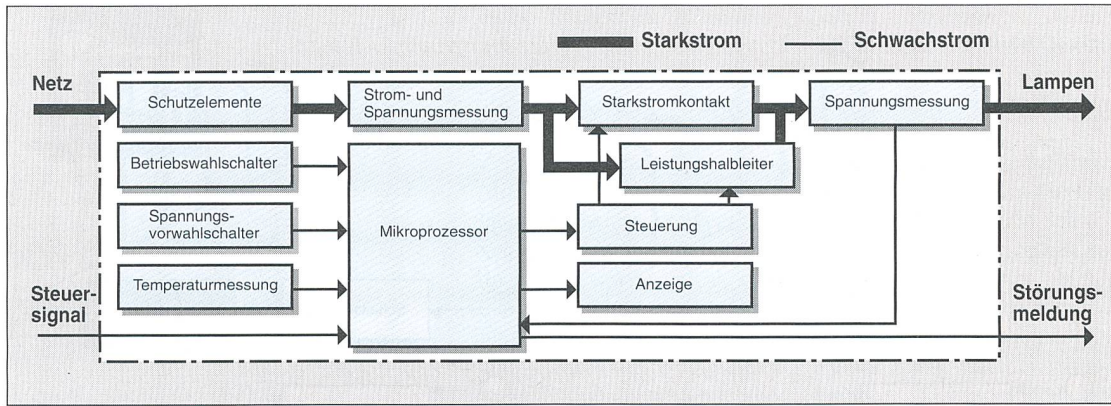 Starkstrom
Schwachstrom
Netz
Lampen
Schutzelemente
Strom- und
Spannungsmessung
Starkstromkontakt
Spannungsmessung
Betriebswahlschalter
Leistungshalbleiter
Spannungs-
vorwahlschalter
Mikroprozessor
Steuerung
Temperaturmessung
Anzeige
Steuer-
signal
Störungs-
meldung